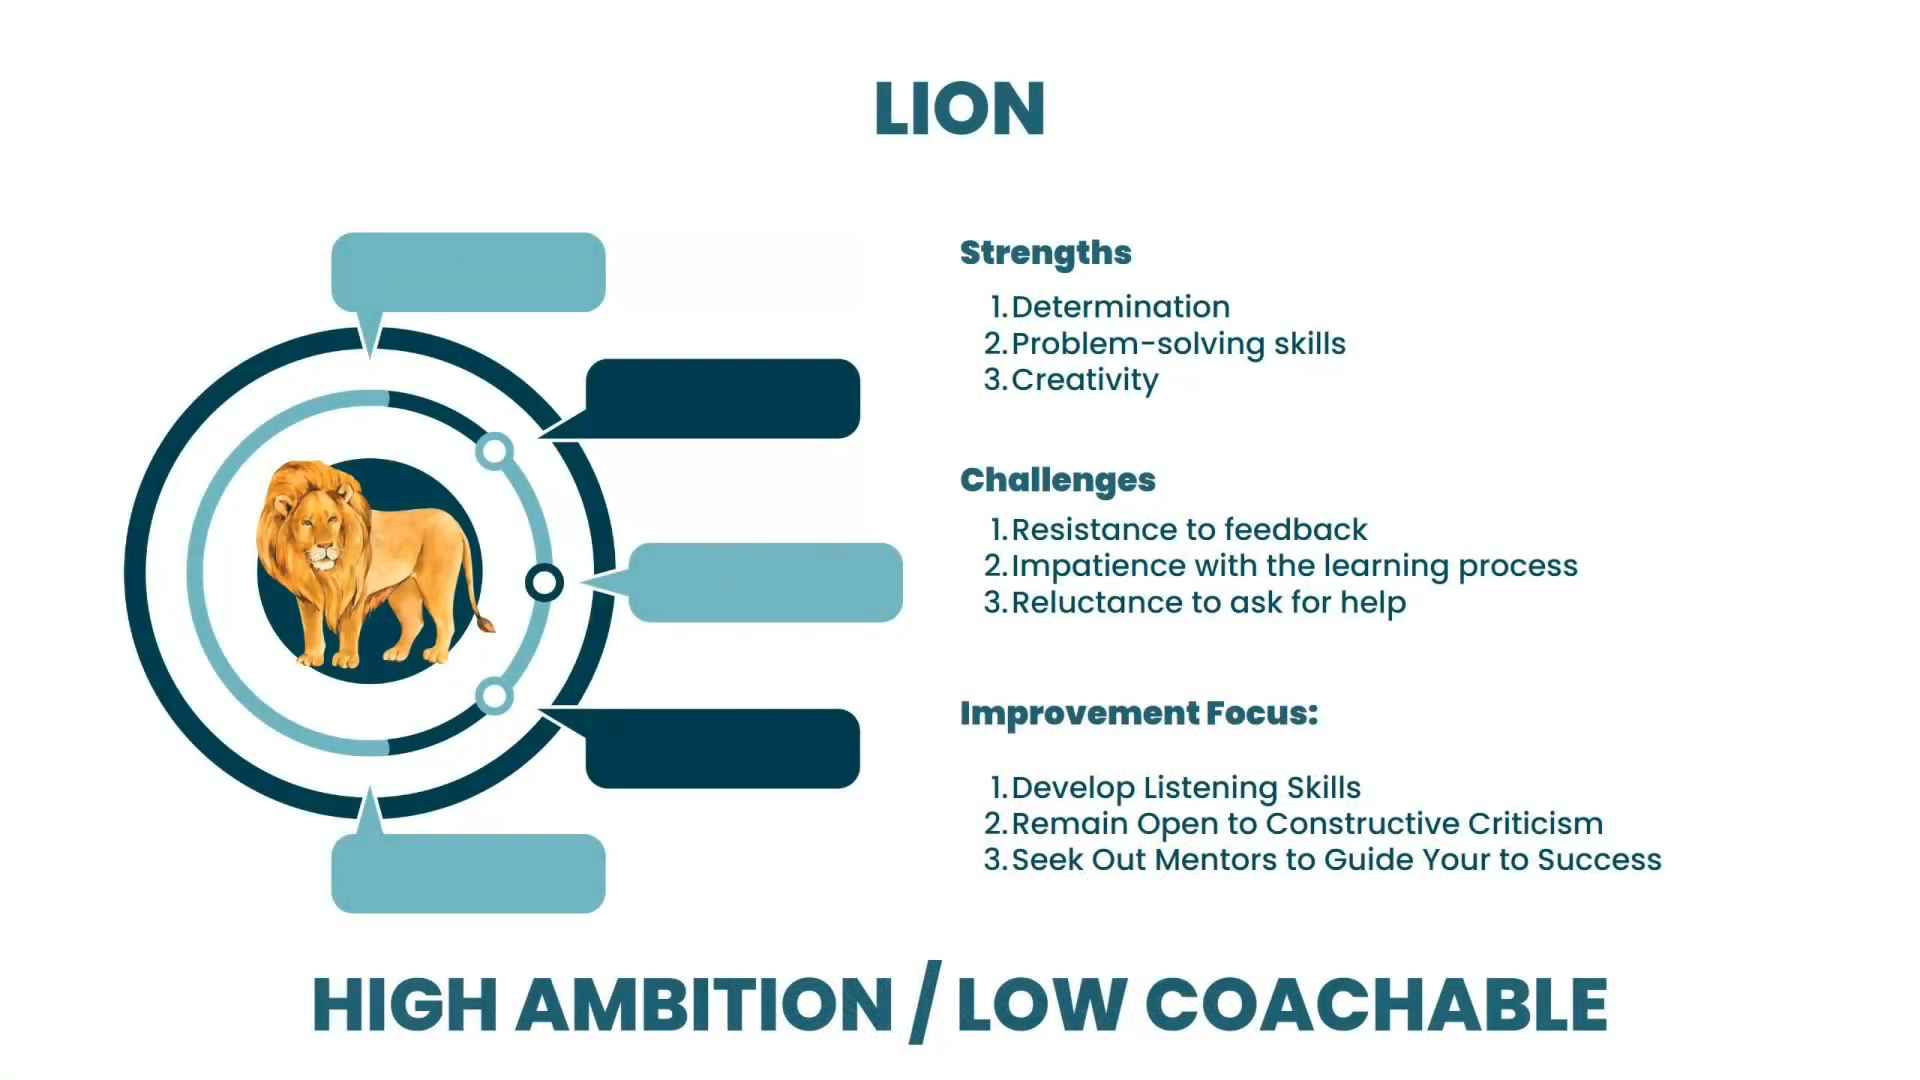 LION
Strengths
1. Determination
2. Problem-solving skills
3. Creativity
Challenges
1. Resistance to feedback
2. Impatience with the learning process
3. Reluctance to ask for help
Improvement Focus:
1. Develop Listening Skills
2. Remain Open to Constructive Criticism
3. Seek Out Mentors to Guide Your to Success
HIGH AMBITION / LOW COACHABLE